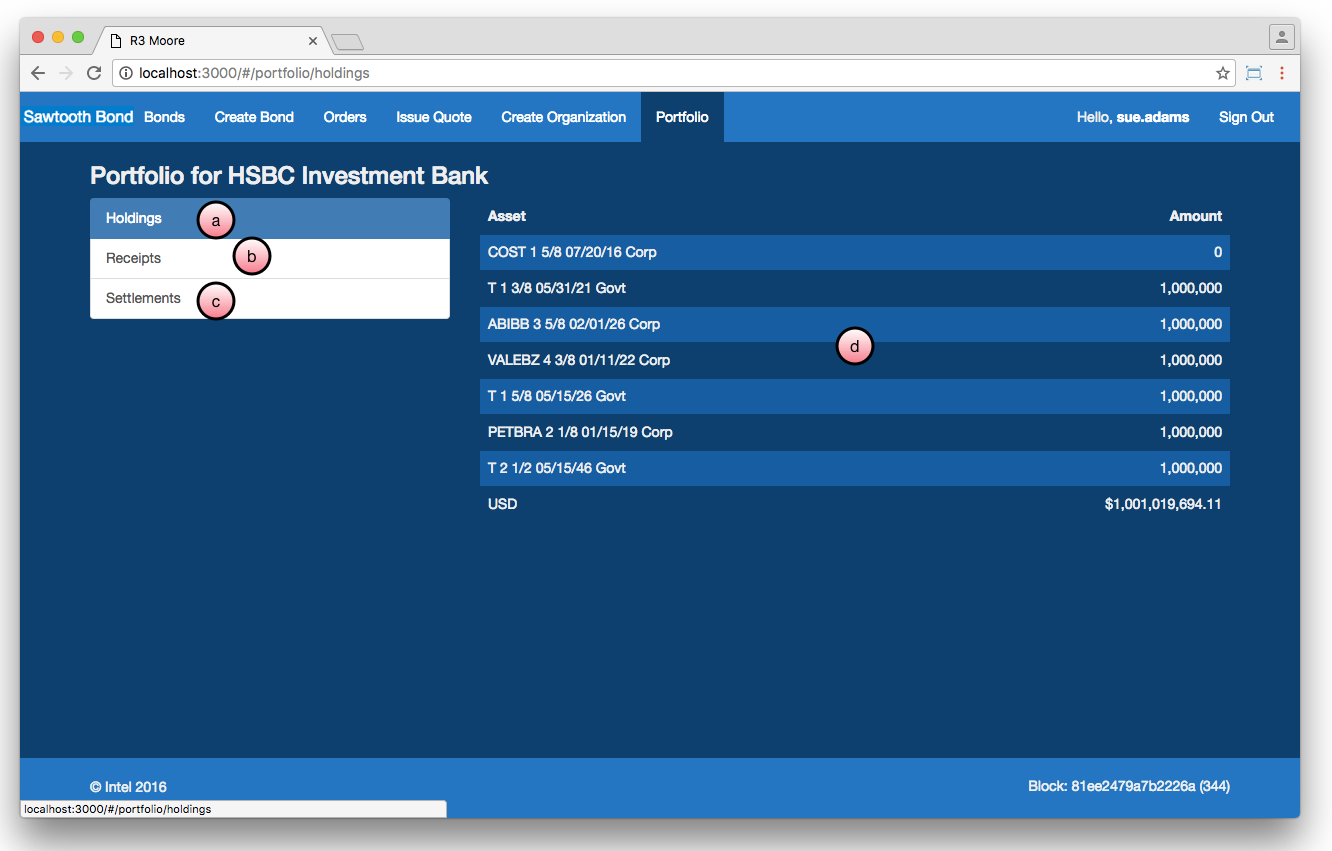 R3 Moore
localhost:3000/#/portfolio/holdings
Sawtooth Bond Bonds Create Bond Orders Issue Quote Create Organization Portfolio Hello, sue.adams Sign Out
Portfolio for HSBC Investment Bank
Holdings a
Receipts b
Settlements c
Asset Amount
COST 1 5/8 07/20/16 Corp 0
T 1 3/8 05/31/21 Govt 1,000,000
ABIBB 3 5/8 02/01/26 Corp 1,000,000
d
VALEBZ 4 3/8 01/11/22 Corp 1,000,000
T 1 5/8 05/15/26 Govt 1,000,000
PETBRA 2 1/8 01/15/19 Corp 1,000,000
T 2 1/2 05/15/46 Govt 1,000,000
USD $1,001,019,694.11
© Intel 2016 Block: 81ee2479a7b2226a (344)
localhost:3000/#/portfolio/holdings